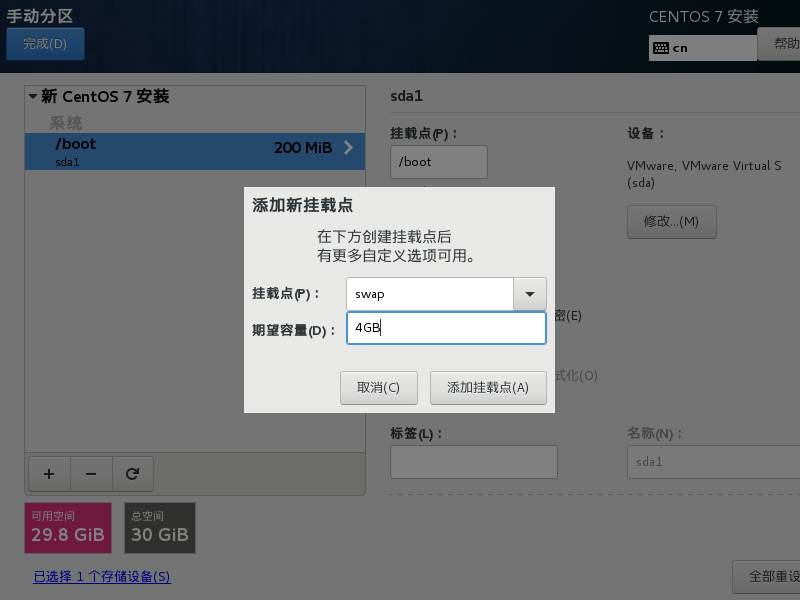 手动分区
CENTOS 7 安装
完成(D)
cn
帮助
新 CentOS 7 安装
系统
/boot
200 MiB
sda1
sda1
挂载点(P)：
/boot
设备：
VMware, VMware Virtual S
(sda)
修改...(M)
添加新挂载点
在下方创建挂载点后
有更多自定义选项可用。
挂载点(P)：
swap
期望容量(D)：
4GB
取消(C)
添加挂载点(A)
密(E)
式化(O)
标签(L)：
名称(N)：
sda1
可用空间
29.8 GiB
总空间
30 GiB
已选择 1 个存储设备(S)
全部重设